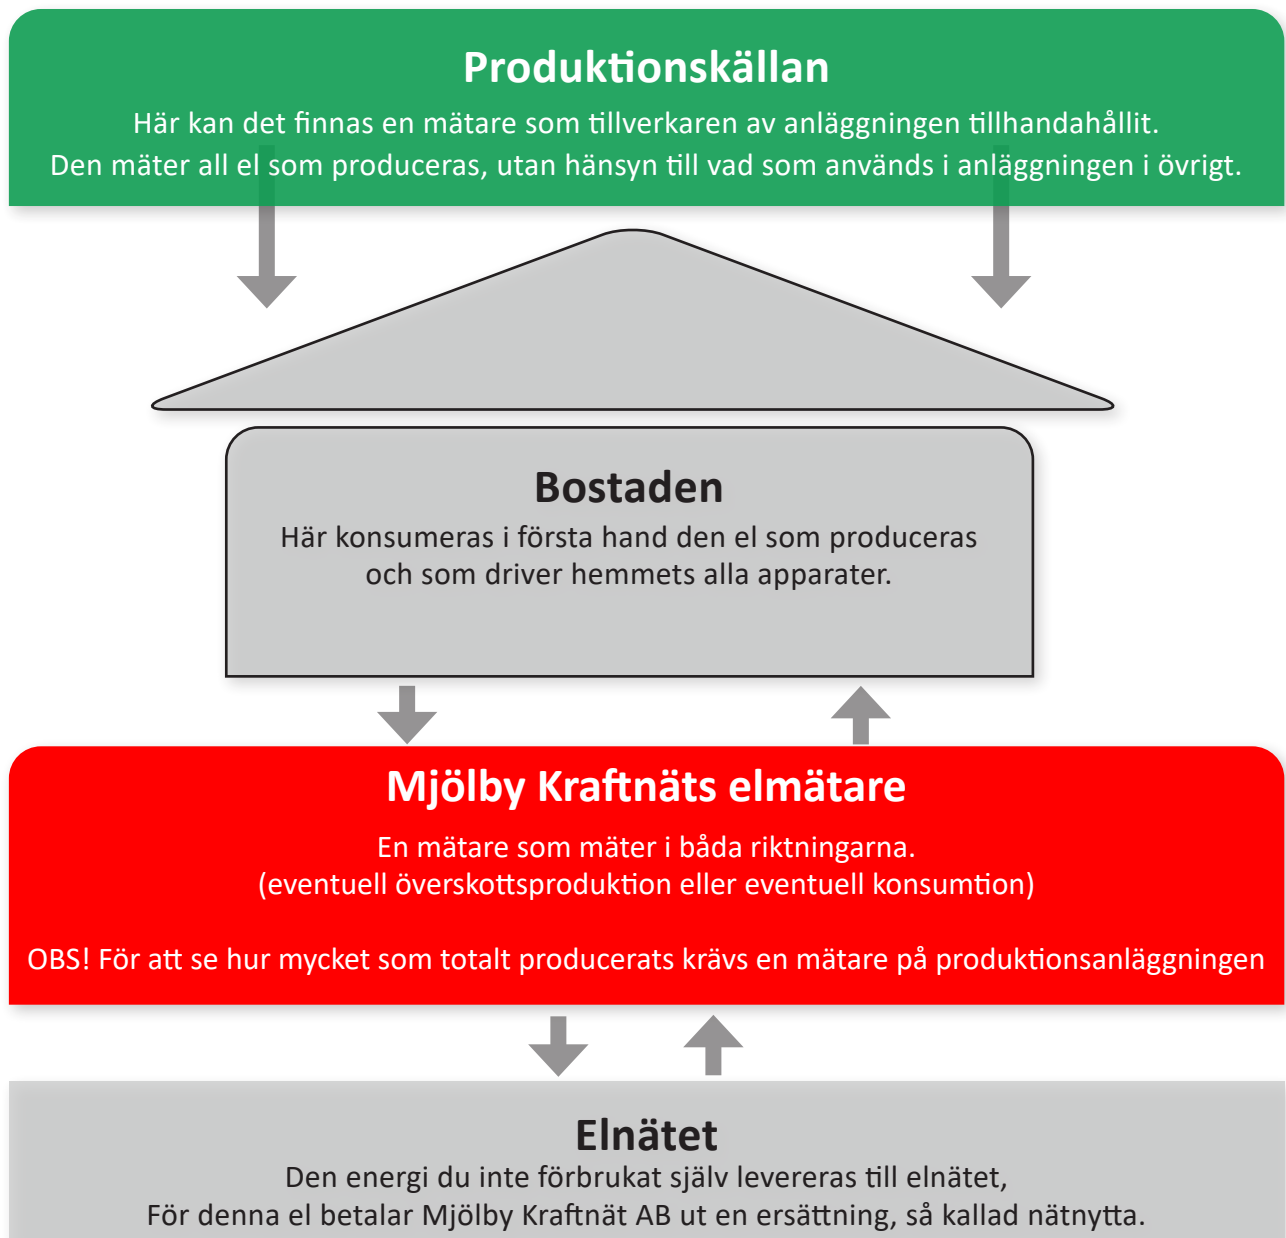 Produktionskällan
Här kan det finnas en mätare som tillverkaren av anläggningen tillhandahållit.
Den mäter all el som produceras, utan hänsyn till vad som används i anläggningen i övrigt.
Bostaden
Här konsumeras i första hand den el som produceras
och som driver hemmets alla apparater.
Mjölby Kraftnäts elmätare
En mätare som mäter i båda riktningarna.
(eventuell överskottsproduktion eller eventuell konsumtion)
OBS! För att se hur mycket som totalt producerats krävs en mätare på produktionsanläggningen
Elnätet
Den energi du inte förbrukat själv levereras till elnätet,
För denna el betalar Mjölby Kraftnät AB ut en ersättning, så kallad nätnytta.